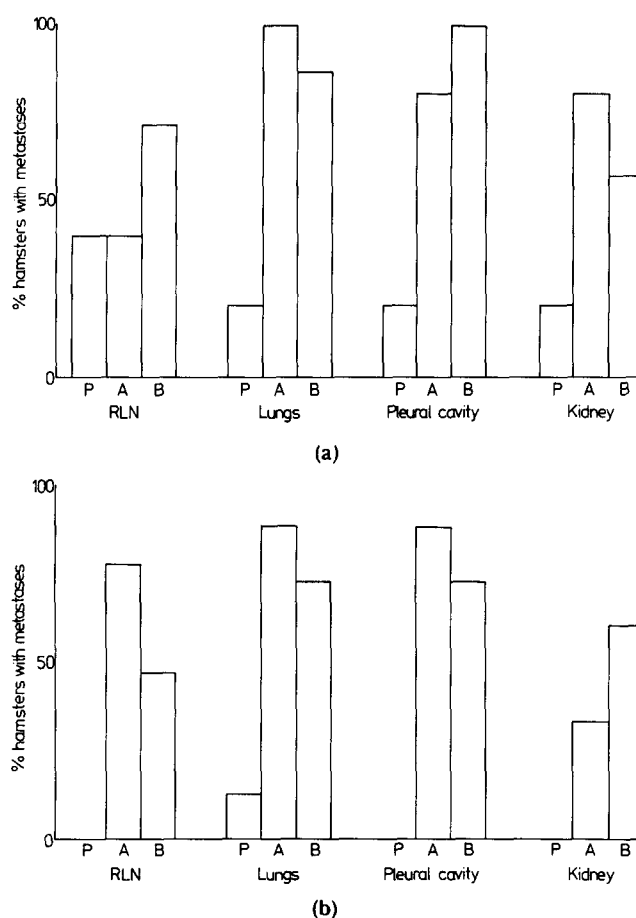 100
50
0
% hamsters with metastases
P A B P A B P A B P A B
RLN Lungs Pleural cavity Kidney
(a)
100
50
0
% hamsters with metastases
P A B P A B P A B P A B
RLN Lungs Pleural cavity Kidney
(b)